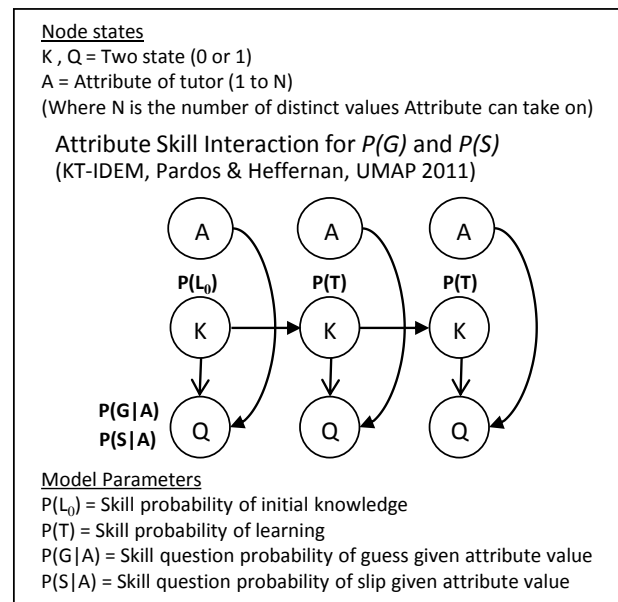 Node states
K , Q = Two state (0 or 1)
A = Attribute of tutor (1 to N)
(Where N is the number of distinct values Attribute can take on)
Attribute Skill Interaction for P(G) and P(S)
(KT-IDEM, Pardos & Heffernan, UMAP 2011)
A A A
P(L₀) P(T) P(T)
K K K
P(G|A)
P(S|A)
Q Q Q
Model Parameters
P(L₀) = Skill probability of initial knowledge
P(T) = Skill probability of learning
P(G|A) = Skill question probability of guess given attribute value
P(S|A) = Skill question probability of slip given attribute value